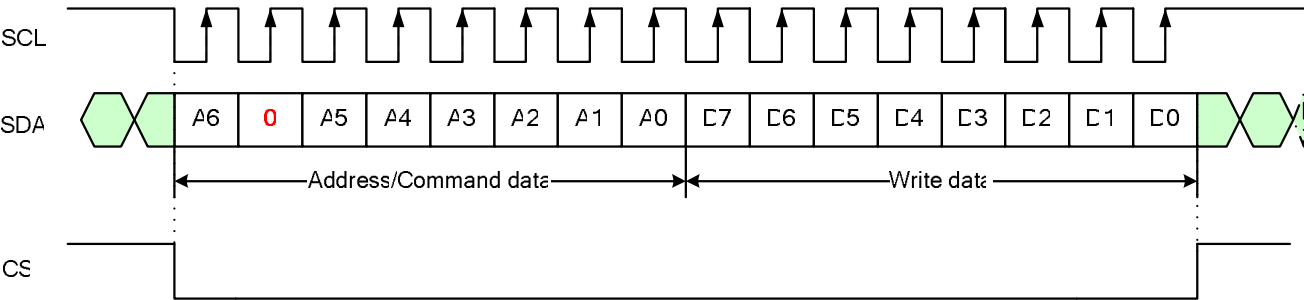 SCL
SDA A6 0 A5 A4 A3 A2 A1 A0 D7 D6 D5 D4 D3 D2 D1 D0
Address/Command data Write data
CS